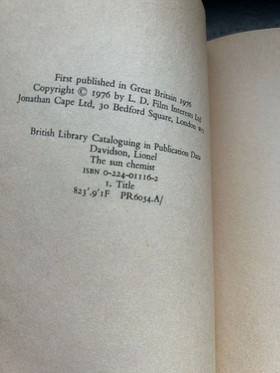 First published in Great Britain 1976
Copyright © 1976 by L. D. Film Interests Ltd
Jonathan Cape Ltd, 30 Bedford Square, London WC1
British Library Cataloguing in Publication Data
Davidson, Lionel
The sun chemist
ISBN 0-224-01116-2
1. Title
823'.9'1F PR6054.A/